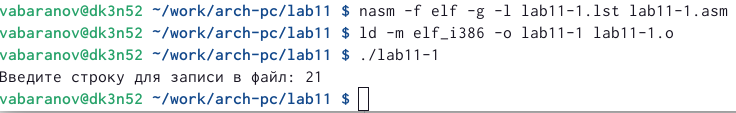 vabaranov@dk3n52 ~/work/arch-pc/lab11 $ nasm -f elf -g -l lab11-1.lst lab11-1.asm
vabaranov@dk3n52 ~/work/arch-pc/lab11 $ ld -m elf_i386 -o lab11-1 lab11-1.o
vabaranov@dk3n52 ~/work/arch-pc/lab11 $ ./lab11-1
Введите строку для записи в файл: 21
vabaranov@dk3n52 ~/work/arch-pc/lab11 $